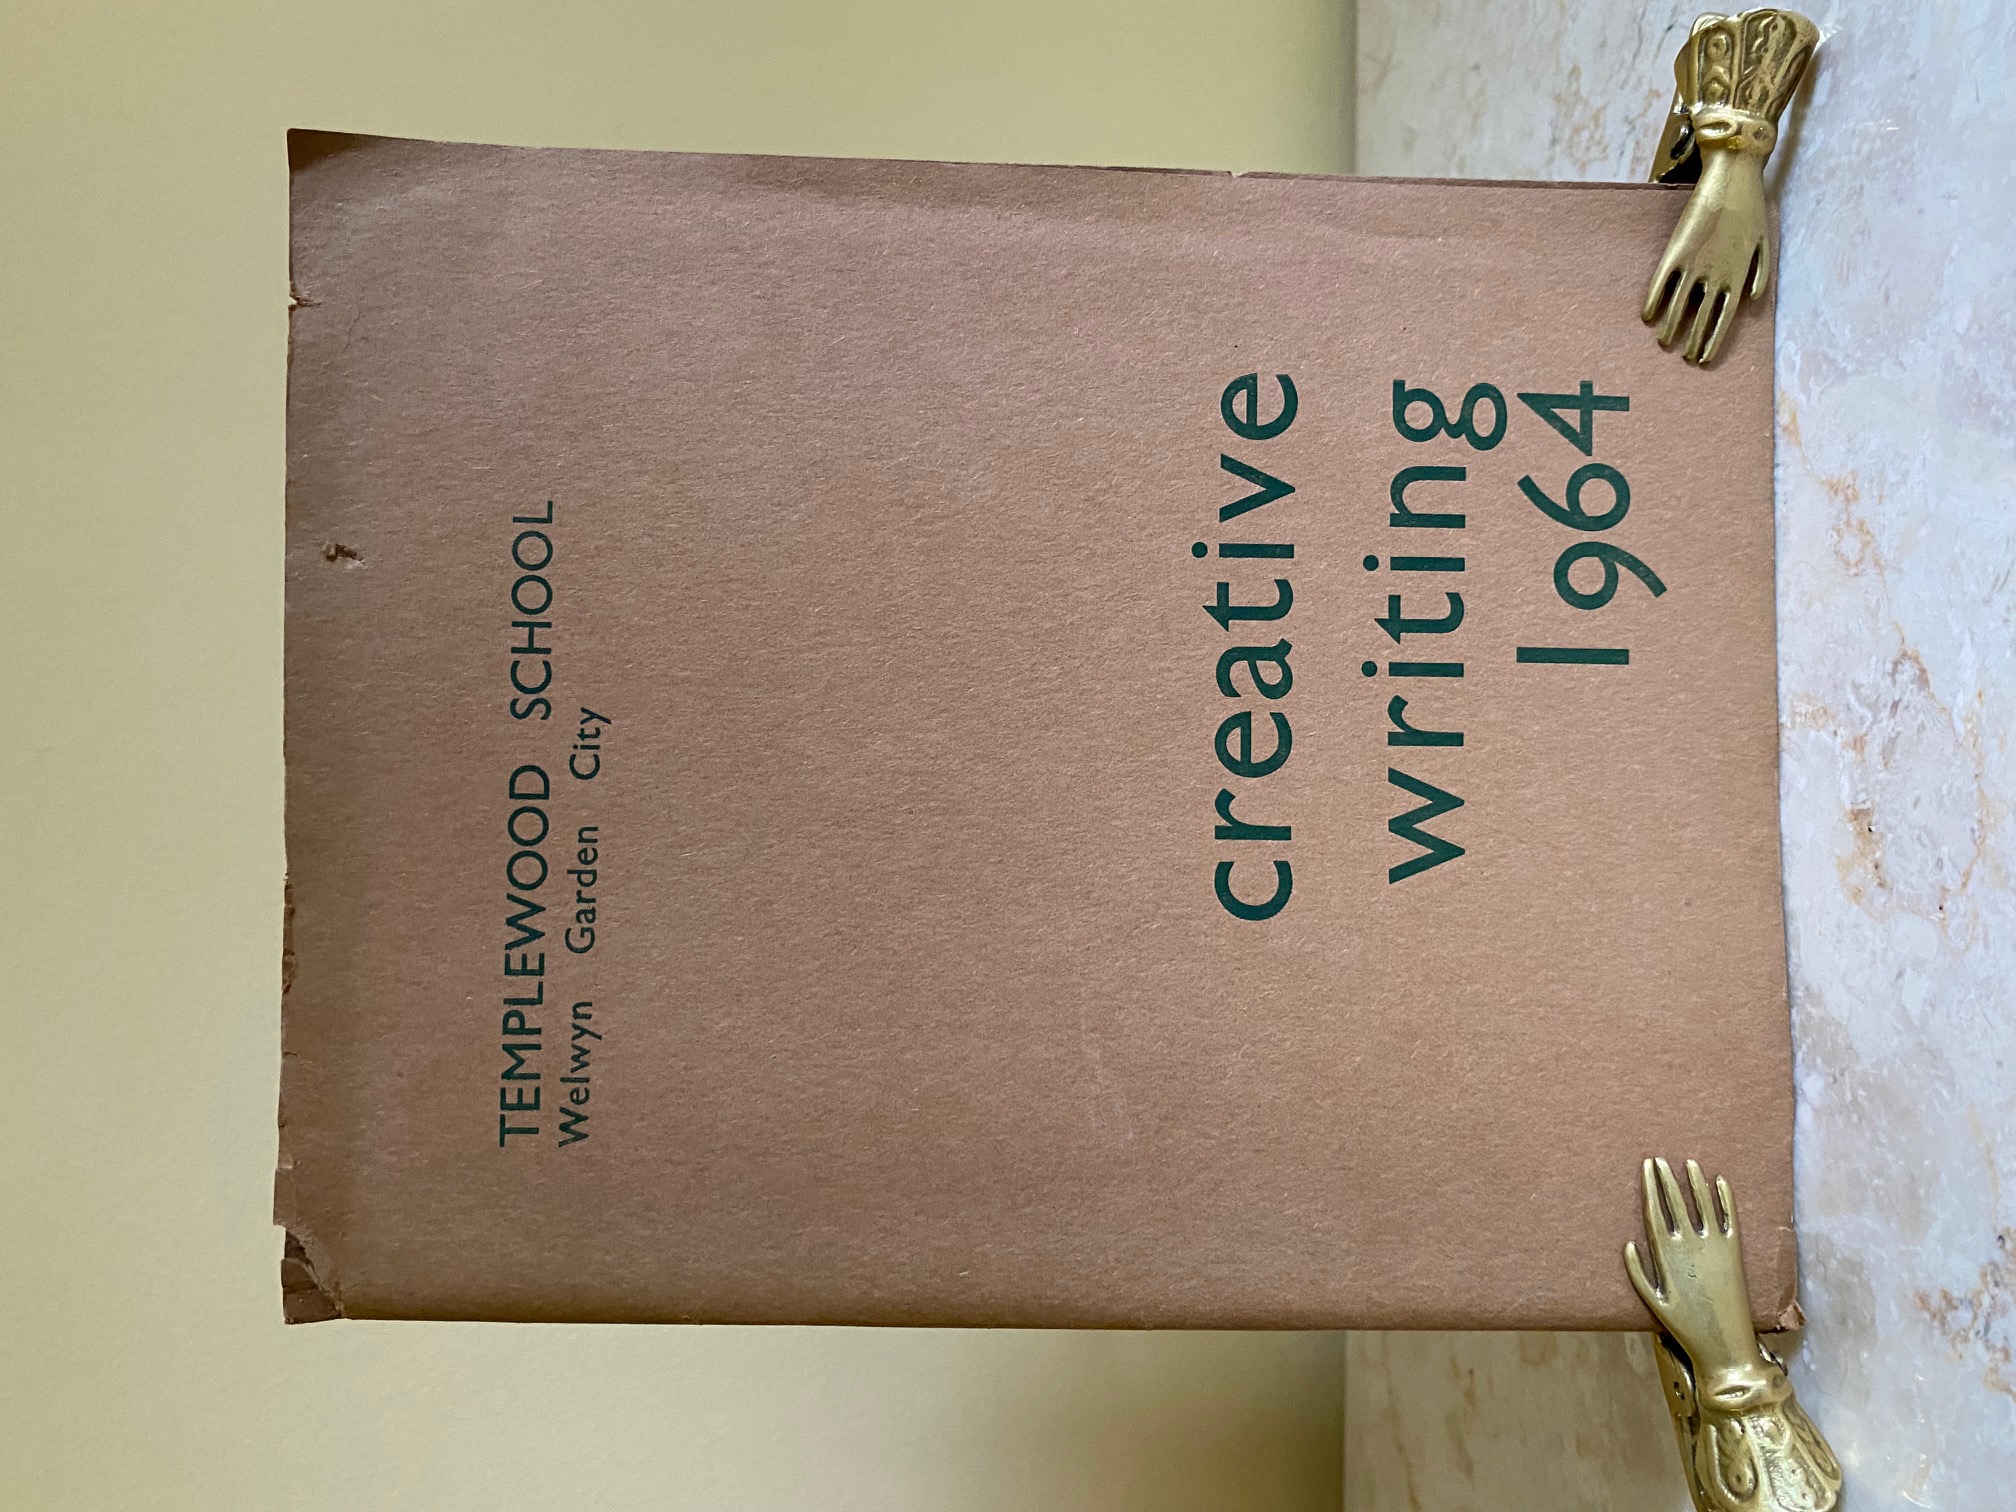 TEMPLEWOOD SCHOOL
Welwyn Garden City
creative
writing
1964